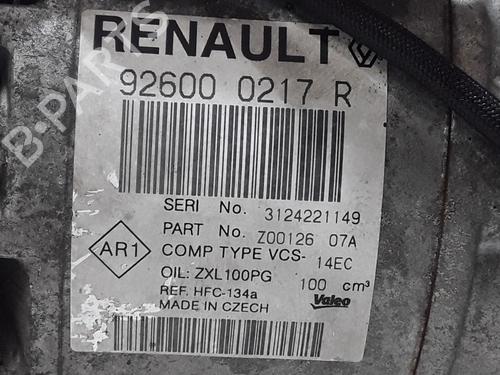 RENAULT
92600 0217 R
SERI No. 3124221149
PART No. Z00126 07A
COMP TYPE VCS- 14EC
OIL: ZXL100PG 100 cm³
REF. HFC-134a
MADE IN CZECH
Valeo
AR1
B-PARTS